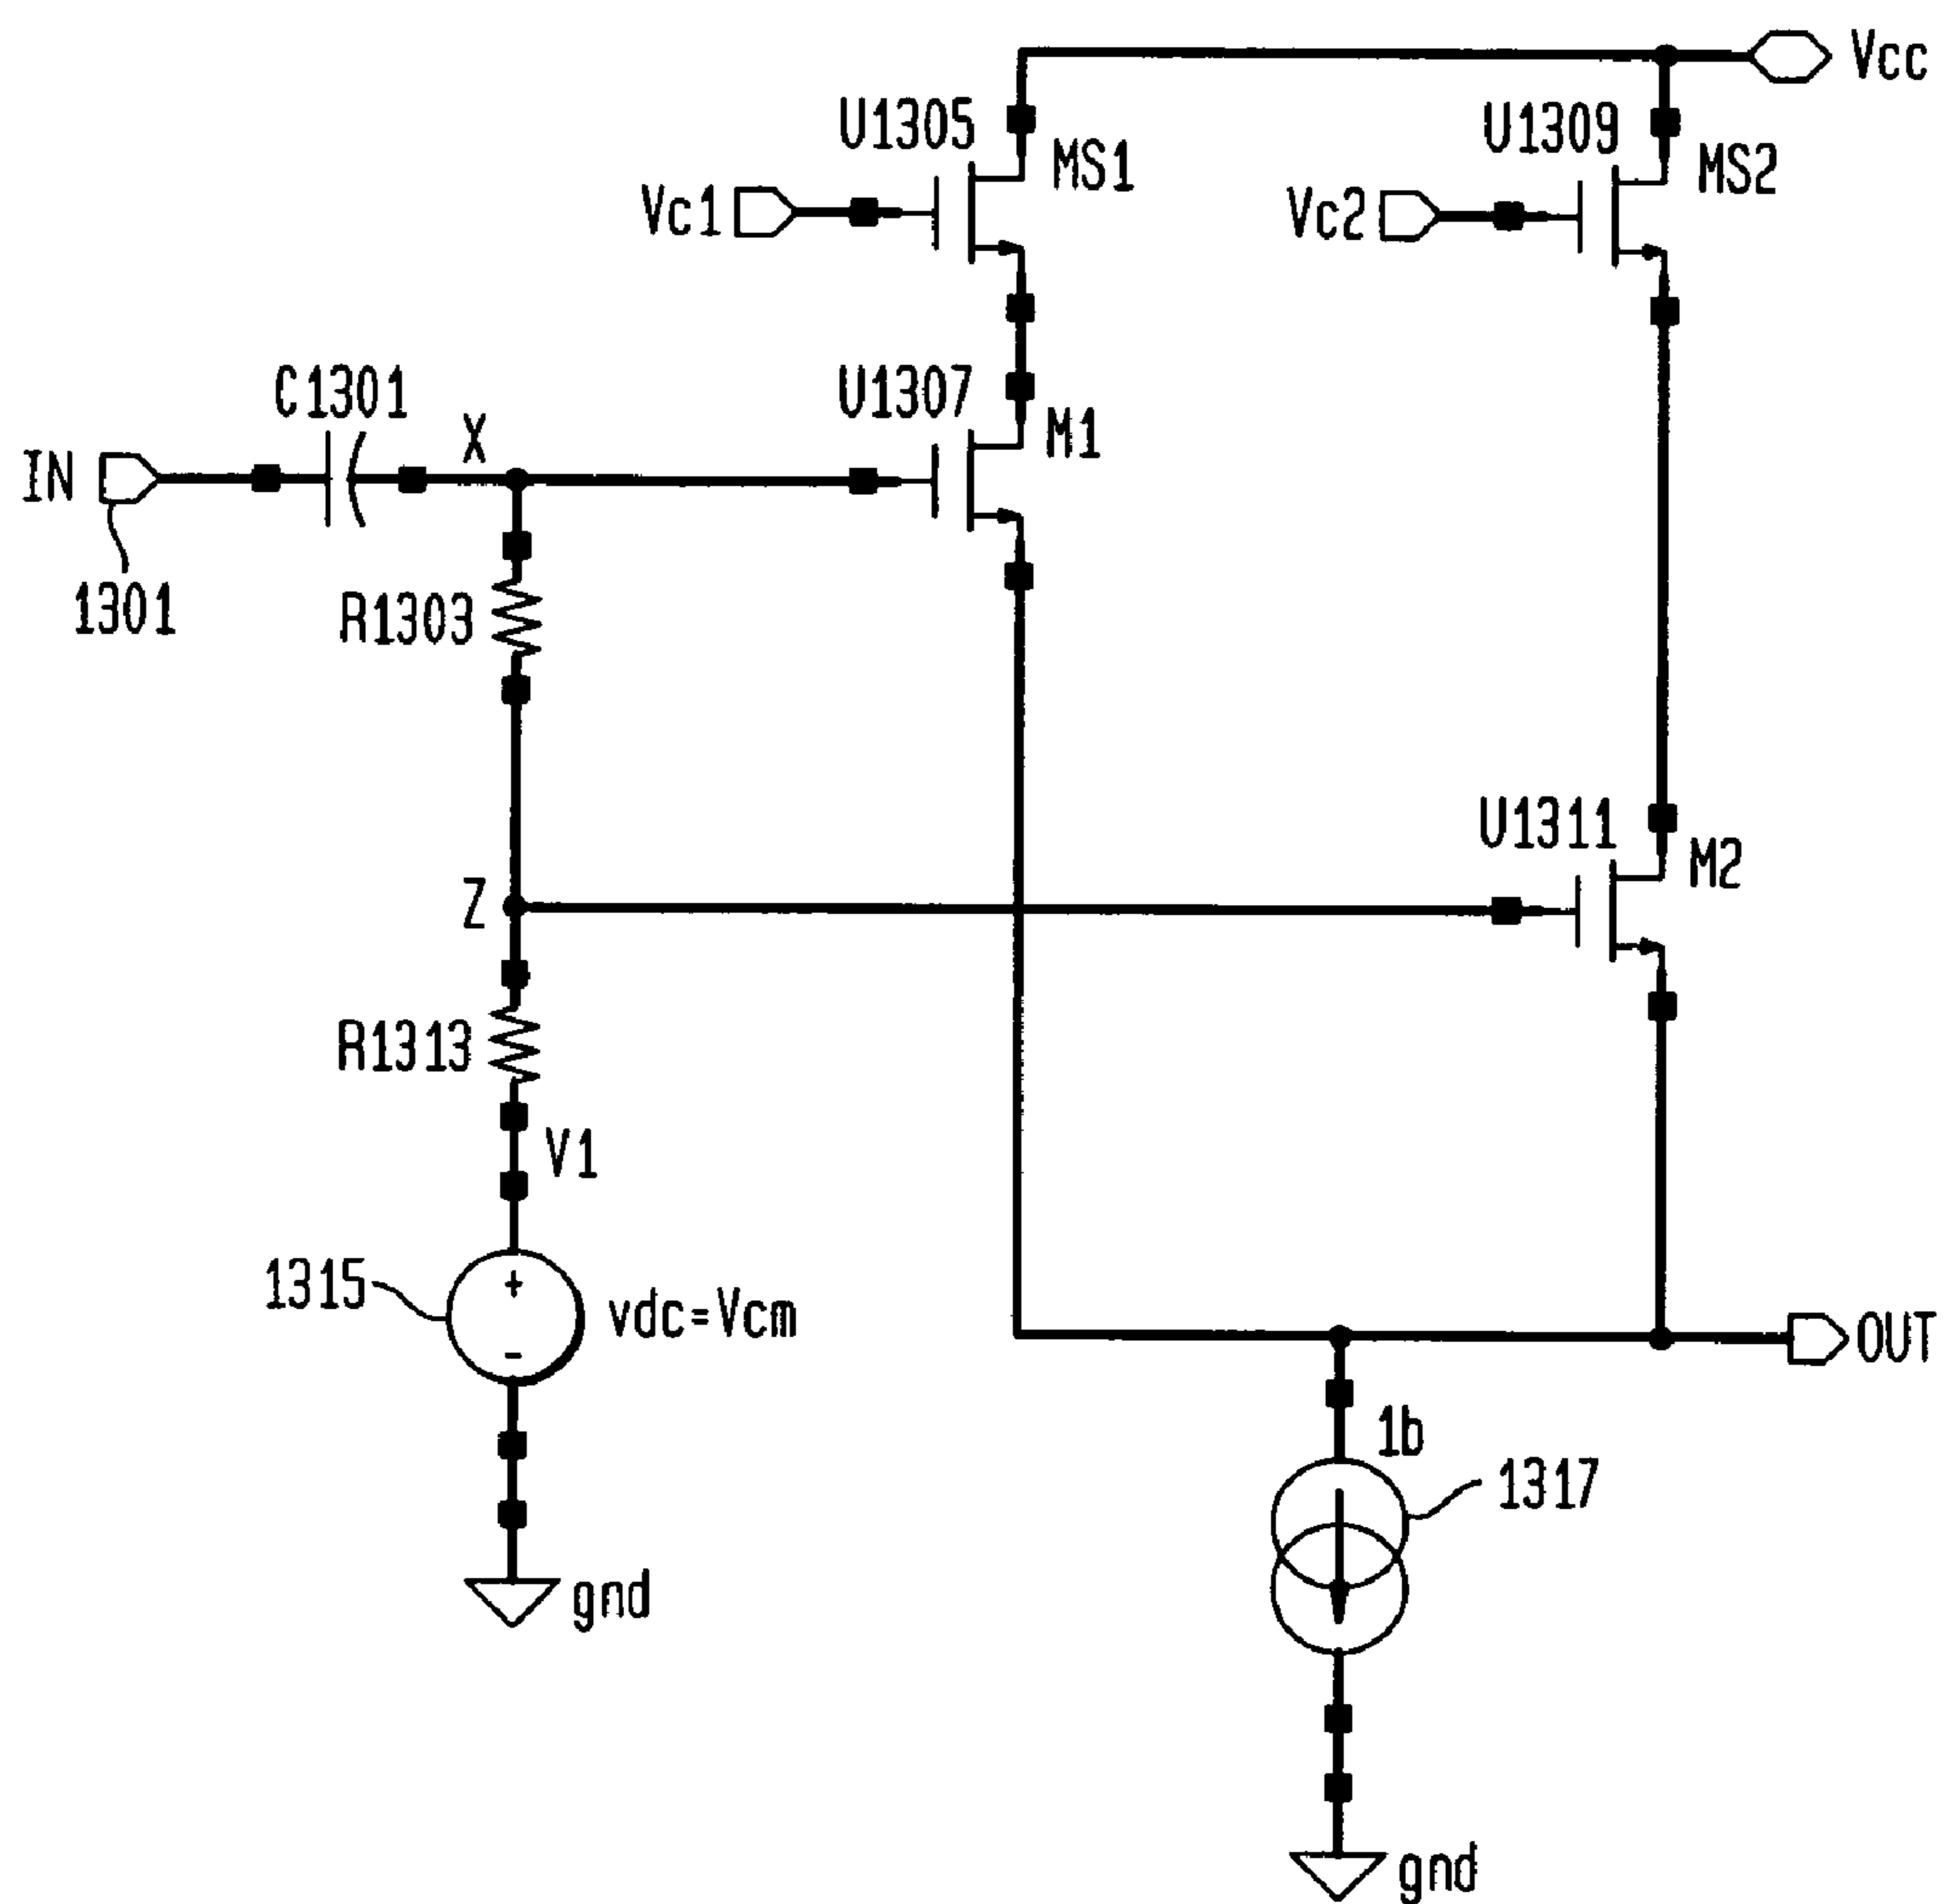 Vcc
U1305
MS1
U1309
MS2
Vc1
Vc2
C1301
X
U1307
M1
IN
1301
R1303
U1311
M2
Z
R1313
V1
1315
+
-
vdc=Vcm
OUT
1b
1317
gnd
gnd